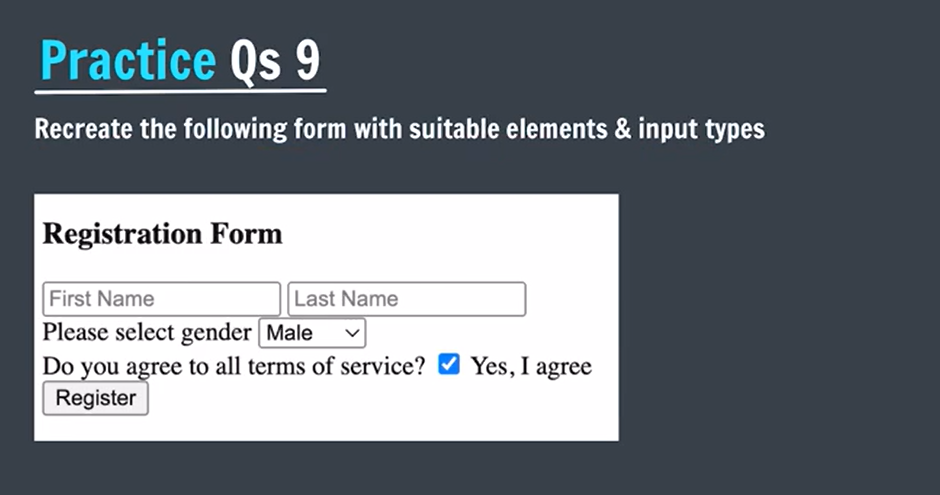 Practice Qs 9
Recreate the following form with suitable elements & input types
Registration Form
First Name Last Name
Please select gender Male
Do you agree to all terms of service? Yes, I agree
Register